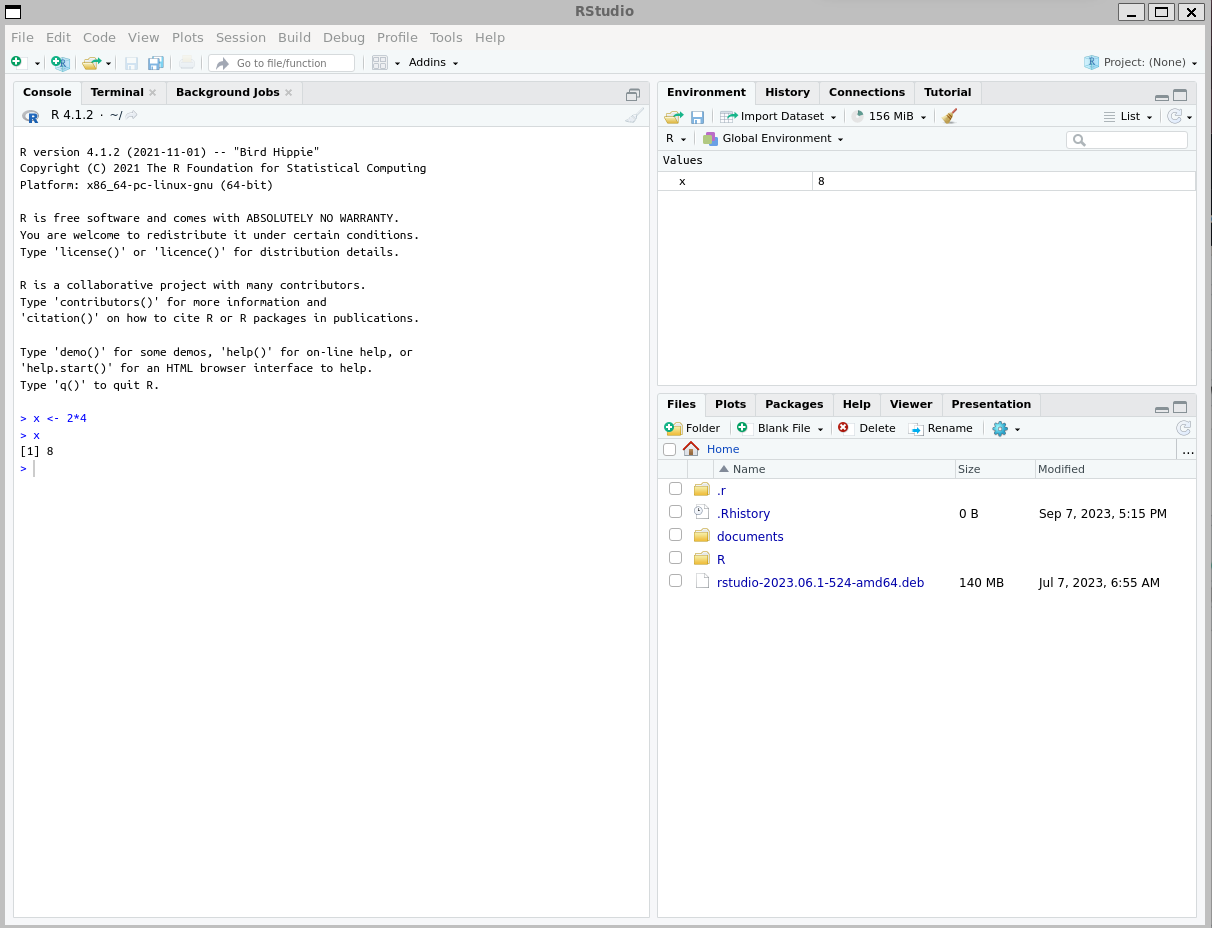 RStudio
File Edit Code View Plots Session Build Debug Profile Tools Help
Go to file/function Addins Project: (None)
Console Terminal Background Jobs
R 4.1.2 · ~/
R version 4.1.2 (2021-11-01) -- "Bird Hippie"
Copyright (C) 2021 The R Foundation for Statistical Computing
Platform: x86_64-pc-linux-gnu (64-bit)
R is free software and comes with ABSOLUTELY NO WARRANTY.
You are welcome to redistribute it under certain conditions.
Type 'license()' or 'licence()' for distribution details.
R is a collaborative project with many contributors.
Type 'contributors()' for more information and
'citation()' on how to cite R or R packages in publications.
Type 'demo()' for some demos, 'help()' for on-line help, or
'help.start()' for an HTML browser interface to help.
Type 'q()' to quit R.
> x <- 2*4
> x
[1] 8
>
Environment History Connections Tutorial
Import Dataset 156 MiB List
R Global Environment
Values
x 8
Files Plots Packages Help Viewer Presentation
Folder Blank File Delete Rename
Home ...
Name Size Modified
.r
.Rhistory 0 B Sep 7, 2023, 5:15 PM
documents
R
rstudio-2023.06.1-524-amd64.deb 140 MB Jul 7, 2023, 6:55 AM